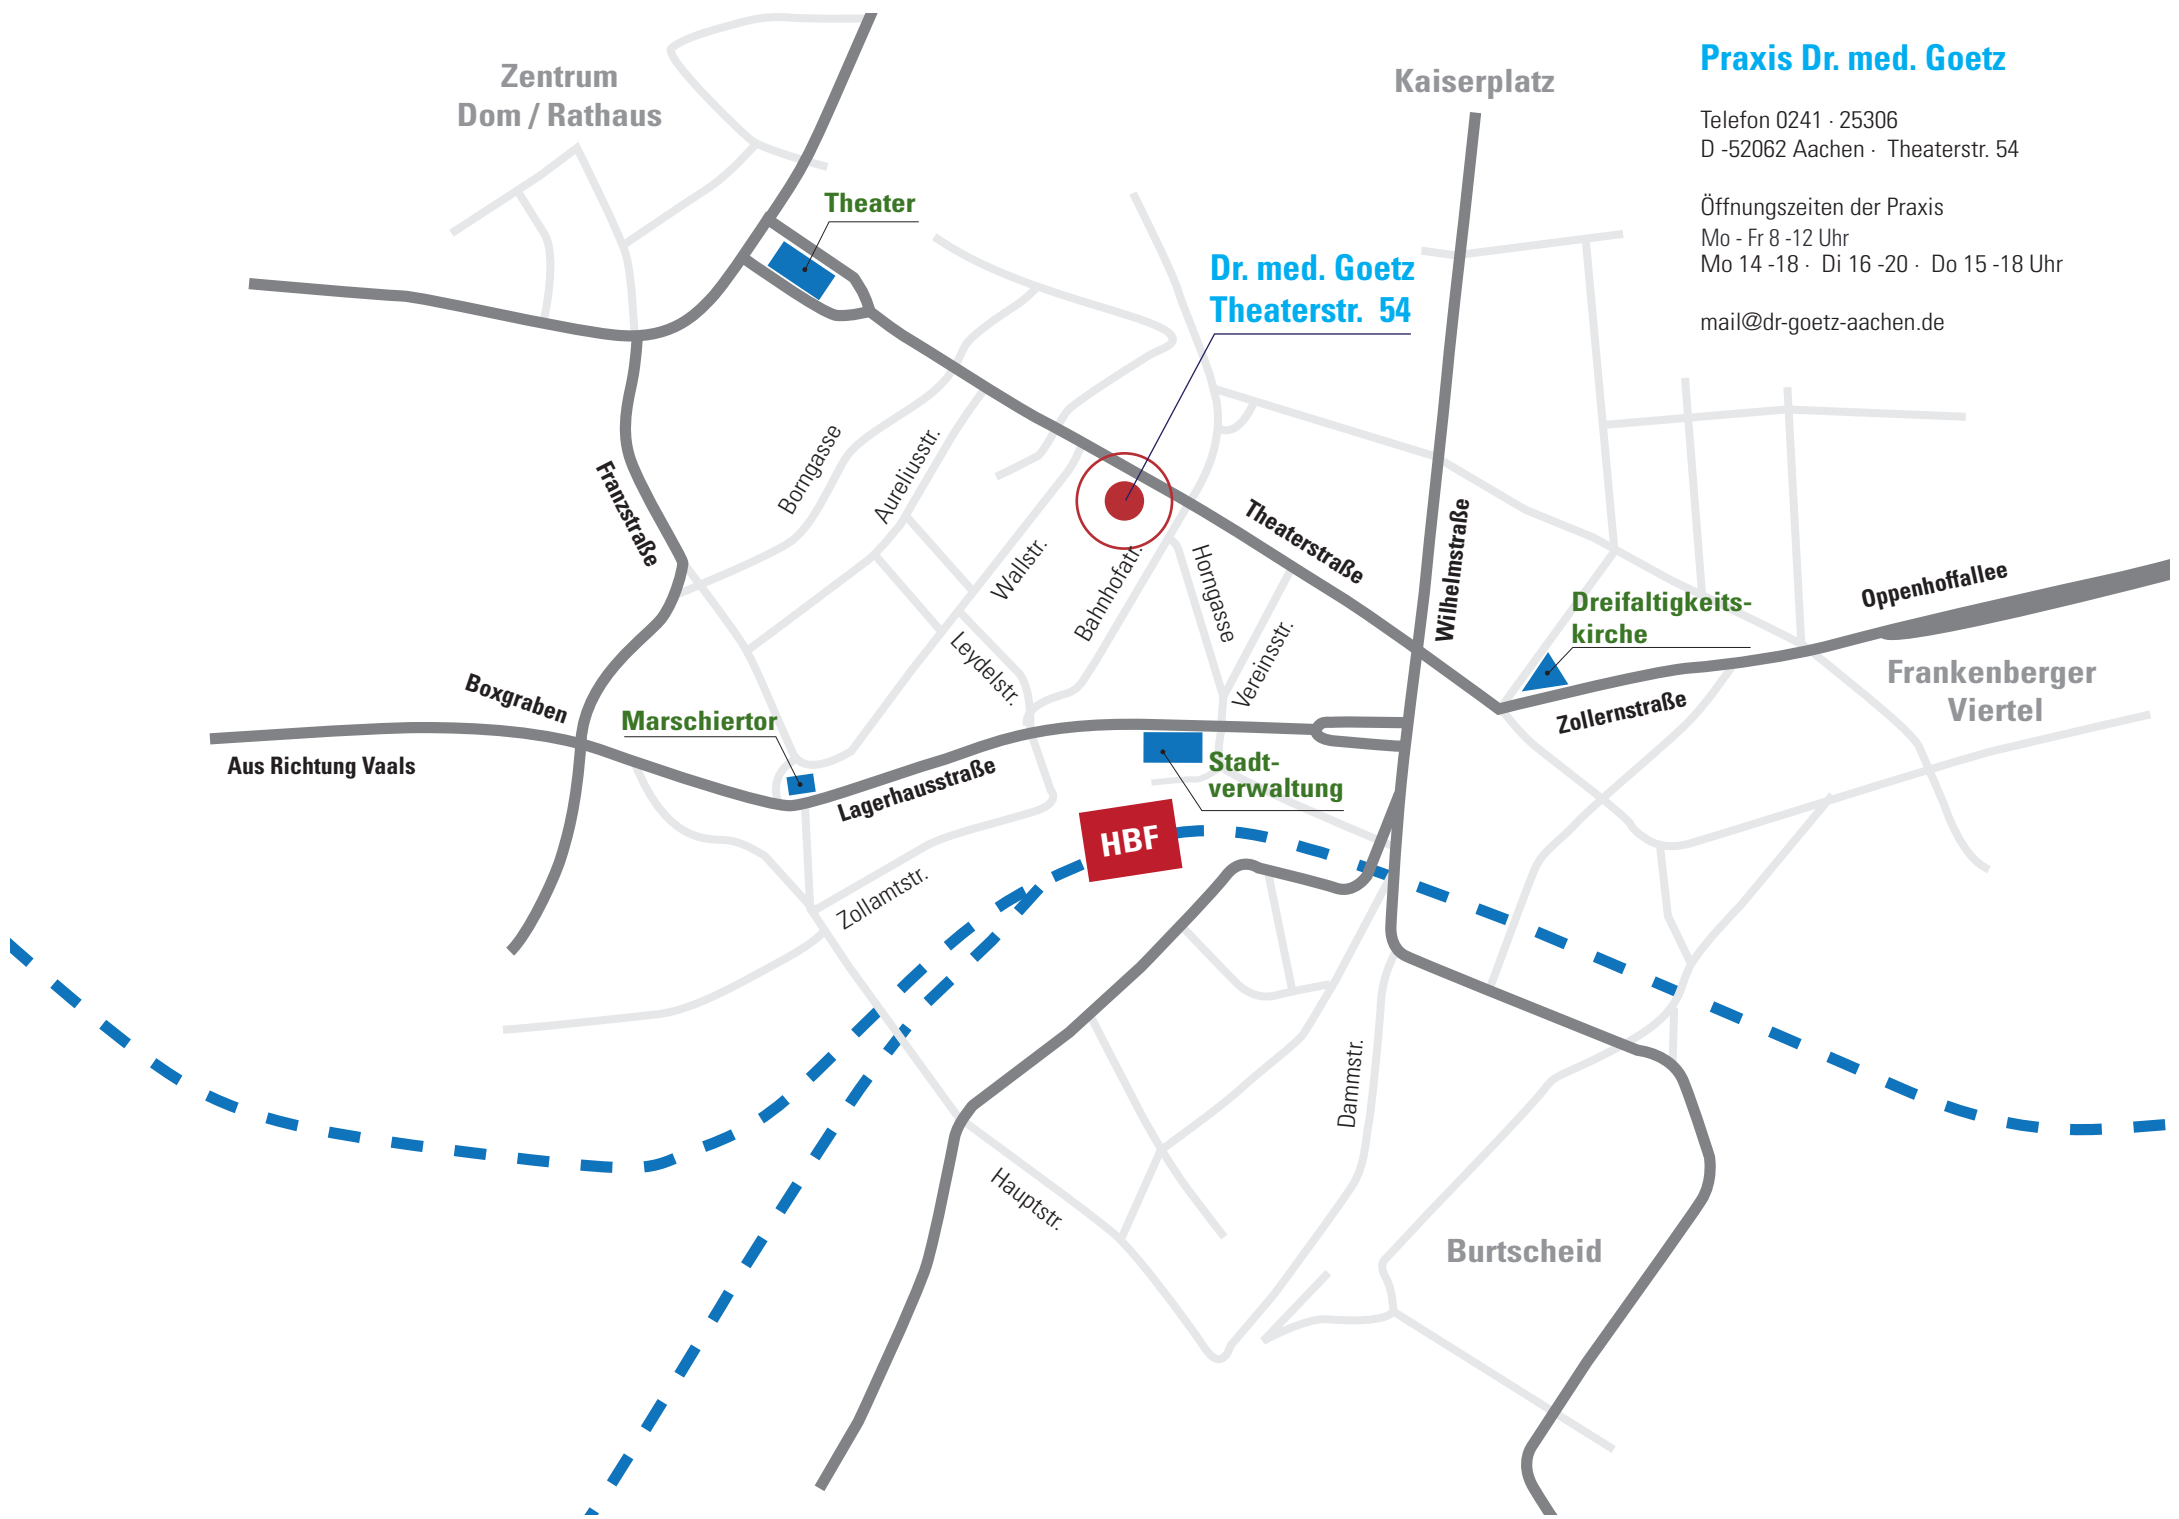 Praxis Dr. med. Goetz
Telefon 0241 · 25306
D -52062 Aachen · Theaterstr. 54
Öffnungszeiten der Praxis
Mo - Fr 8 -12 Uhr
Mo 14 -18 · Di 16 -20 · Do 15 -18 Uhr
mail@dr-goetz-aachen.de
Zentrum
Dom / Rathaus
Kaiserplatz
Theater
Dr. med. Goetz
Theaterstr. 54
Borngasse
Aureliusstr.
Franzstraße
Wallstr.
Bahnhofatr.
Horngasse
Theaterstraße
Wilhelmstraße
Vereinsstr.
Leydelstr.
Dreifaltigkeits-
kirche
Oppenhoffallee
Frankenberger
Viertel
Zollernstraße
Boxgraben
Aus Richtung Vaals
Marschiertor
Lagerhausstraße
Stadt-
verwaltung
HBF
Zollamtstr.
Dammstr.
Hauptstr.
Burtscheid